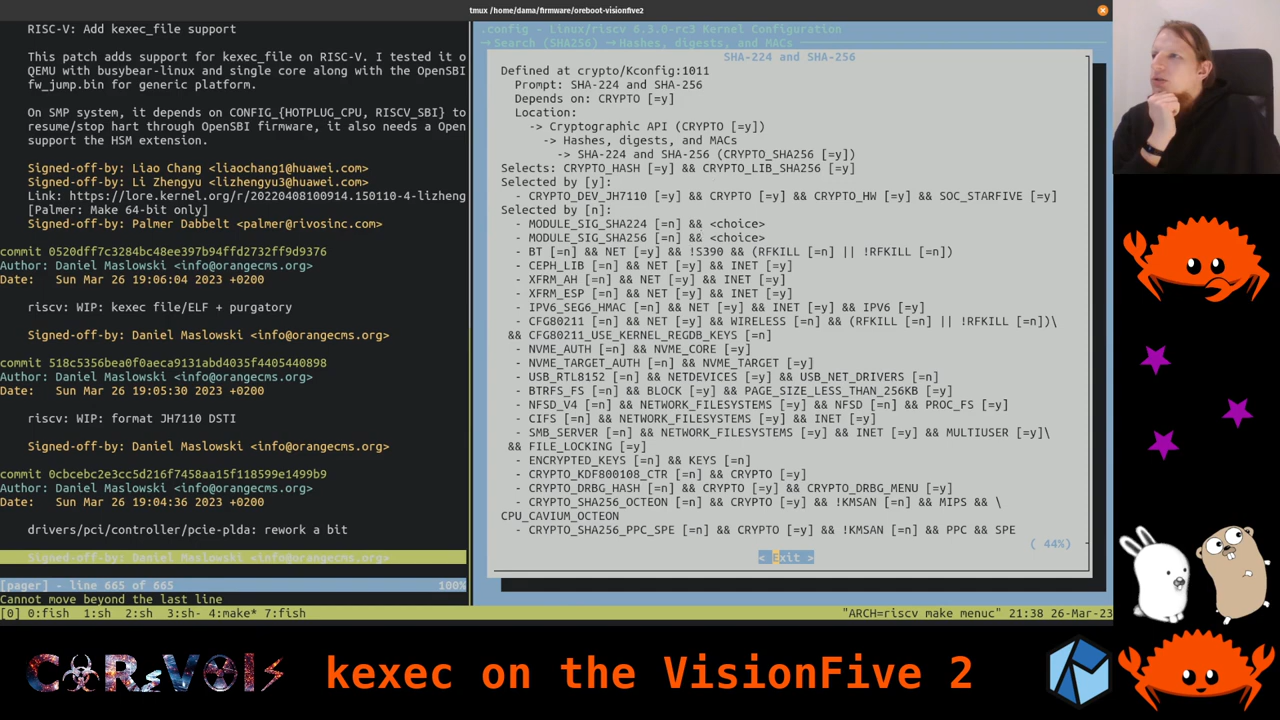 tmux /home/dama/firmware/oreboot-visionfive2
RISC-V: Add kexec_file support
This patch adds support for kexec_file on RISC-V. I tested it o
QEMU with busybear-linux and single core along with the OpenSBI
fw_jump.bin for generic platform.
On SMP system, it depends on CONFIG_{HOTPLUG_CPU, RISCV_SBI} to
resume/stop hart through OpenSBI firmware, it also needs a Open
support the HSM extension.
Signed-off-by: Liao Chang <liaochang1@huawei.com>
Signed-off-by: Li Zhengyu <lizhengyu3@huawei.com>
Link: https://lore.kernel.org/r/20220408100914.150110-4-lizheng
[Palmer: Make 64-bit only]
Signed-off-by: Palmer Dabbelt <palmer@rivosinc.com>
commit 0520dff7c3284bc48ee397b94ffd2732ff9d9376
Author: Daniel Maslowski <info@orangecms.org>
Date:   Sun Mar 26 19:06:04 2023 +0200
riscv: WIP: kexec file/ELF + purgatory
Signed-off-by: Daniel Maslowski <info@orangecms.org>
commit 518c5356bea0f0aeca9131abd4035f4405440898
Author: Daniel Maslowski <info@orangecms.org>
Date:   Sun Mar 26 19:05:30 2023 +0200
riscv: WIP: format JH7110 DSTI
Signed-off-by: Daniel Maslowski <info@orangecms.org>
commit 0cbcebc2e3cc5d216f7458aa15f118599e1499b9
Author: Daniel Maslowski <info@orangecms.org>
Date:   Sun Mar 26 19:04:36 2023 +0200
drivers/pci/controller/pcie-plda: rework a bit
Signed-off-by: Daniel Maslowski <info@orangecms.org>
[pager] - line 665 of 665 100%
Cannot move beyond the last line
.config - Linux/riscv 6.3.0-rc3 Kernel Configuration
→ Search (SHA256) → Hashes, digests, and MACs
SHA-224 and SHA-256
Defined at crypto/Kconfig:1011
Prompt: SHA-224 and SHA-256
Depends on: CRYPTO [=y]
Location:
-> Cryptographic API (CRYPTO [=y])
-> Hashes, digests, and MACs
-> SHA-224 and SHA-256 (CRYPTO_SHA256 [=y])
Selects: CRYPTO_HASH [=y] && CRYPTO_LIB_SHA256 [=y]
Selected by [y]:
- CRYPTO_DEV_JH7110 [=y] && CRYPTO [=y] && CRYPTO_HW [=y] && SOC_STARFIVE [=y]
Selected by [n]:
- MODULE_SIG_SHA224 [=n] && <choice>
- MODULE_SIG_SHA256 [=n] && <choice>
- BT [=n] && NET [=y] && !S390 && (RFKILL [=n] || !RFKILL [=n])
- CEPH_LIB [=n] && NET [=y] && INET [=y]
- XFRM_AH [=n] && NET [=y] && INET [=y]
- XFRM_ESP [=n] && NET [=y] && INET [=y]
- IPV6_SEG6_HMAC [=n] && NET [=y] && INET [=y] && IPV6 [=y]
- CFG80211 [=n] && NET [=y] && WIRELESS [=y] && (RFKILL [=n] || !RFKILL [=n])\
&& CFG80211_USE_KERNEL_REGDB_KEYS [=n]
- NVME_AUTH [=n] && NVME_CORE [=y]
- NVME_TARGET_AUTH [=n] && NVME_TARGET [=y]
- USB_RTL8152 [=n] && NETDEVICES [=y] && USB_NET_DRIVERS [=n]
- BTRFS_FS [=n] && BLOCK [=y] && PAGE_SIZE_LESS_THAN_256KB [=y]
- NFSD_V4 [=n] && NETWORK_FILESYSTEMS [=y] && NFSD [=n] && PROC_FS [=y]
- CIFS [=n] && NETWORK_FILESYSTEMS [=y] && INET [=y]
- SMB_SERVER [=n] && NETWORK_FILESYSTEMS [=y] && INET [=y] && MULTIUSER [=y]\
&& FILE_LOCKING [=y]
- ENCRYPTED_KEYS [=n] && KEYS [=n]
- CRYPTO_KDF800108_CTR [=n] && CRYPTO [=y]
- CRYPTO_DRBG_HASH [=n] && CRYPTO [=y] && CRYPTO_DRBG_MENU [=y]
- CRYPTO_SHA256_OCTEON [=n] && CRYPTO [=y] && !KMSAN [=n] && MIPS && \
CPU_CAVIUM_OCTEON
- CRYPTO_SHA256_PPC_SPE [=n] && CRYPTO [=y] && !KMSAN [=n] && PPC && SPE
( 44%)
< Exit >
[0] 0:fish  1:sh  2:sh  3:sh- 4:make* 7:fish "ARCH=riscv make menuc" 21:38 26-Mar-23
kexec on the VisionFive 2